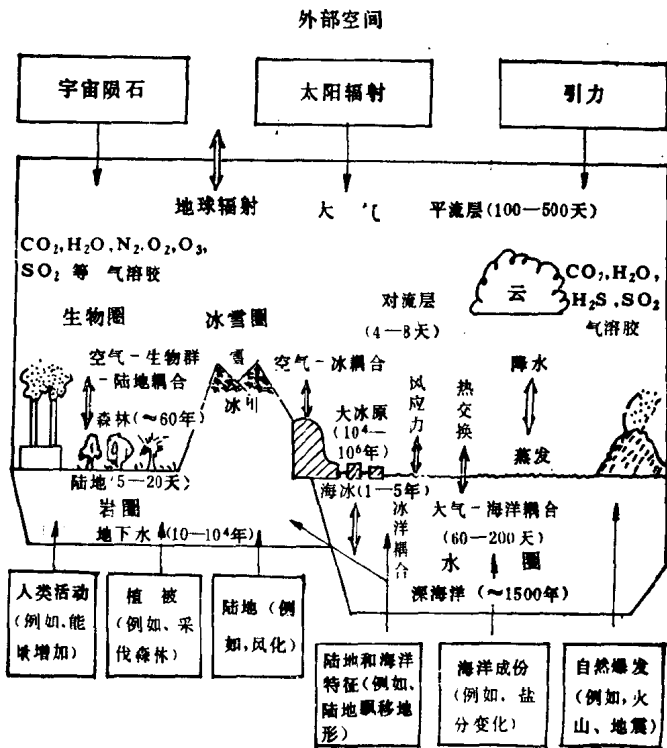 外部空间
宇宙陨石
太阳辐射
引力
地球辐射
大 气
平流层(100—500天)
CO₂,H₂O,N₂.O₂,O₃,
SO₂ 等 气溶胶
云
CO₂,H₂O,
H₂S,SO₂
气溶胶
对流层
(4—8天)
生物圈
冰雪圈
空气-生物群
-陆地耦合
森林(~60年)
雪
冰川
空气-冰耦合
大冰原
(10⁴—
10⁶年)
风应力
热交换
降水
蒸发
陆地(5—20天)
岩圈
地下水(10—10⁴年)
海冰(1—5年)
冰洋耦合
大气-海洋耦合
(60—200天)
水 圈
深海洋(~1500年)
人类活动
(例如、能
增加)
植 被
(例如、采
伐森林)
陆地(例
如,风化)
陆地和海洋
特征(例如、
陆地飘移地
形)
海洋成份
(例如、盐
分变化)
自然爆发
(例如,火
山、地震)